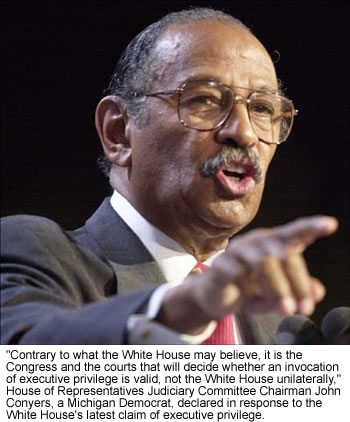 "Contrary to what the White House may believe, it is the
Congress and the courts that will decide whether an invocation
of executive privilege is valid, not the White House unilaterally,"
House of Representatives Judiciary Committee Chairman John
Conyers, a Michigan Democrat, declared in response to the
White House's latest claim of executive privilege.